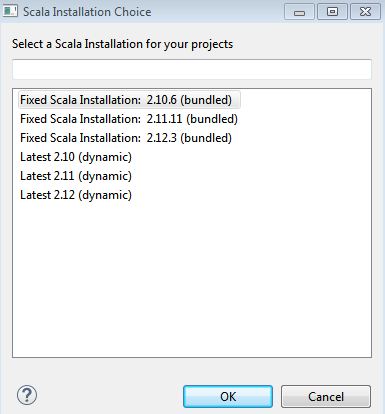 Scala Installation Choice
Select a Scala Installation for your projects
Fixed Scala Installation: 2.10.6 (bundled)
Fixed Scala Installation: 2.11.11 (bundled)
Fixed Scala Installation: 2.12.3 (bundled)
Latest 2.10 (dynamic)
Latest 2.11 (dynamic)
Latest 2.12 (dynamic)
? OK Cancel